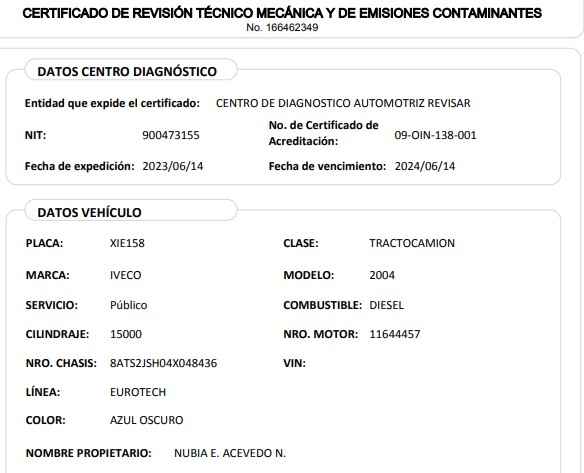 CERTIFICADO DE REVISIÓN TÉCNICO MECÁNICA Y DE EMISIONES CONTAMINANTES
No. 166462349
DATOS CENTRO DIAGNÓSTICO
Entidad que expide el certificado: CENTRO DE DIAGNOSTICO AUTOMOTRIZ REVISAR
NIT: 900473155 No. de Certificado de Acreditación: 09-OIN-138-001
Fecha de expedición: 2023/06/14 Fecha de vencimiento: 2024/06/14
DATOS VEHÍCULO
PLACA: XIE158 CLASE: TRACTOCAMION
MARCA: IVECO MODELO: 2004
SERVICIO: Público COMBUSTIBLE: DIESEL
CILINDRAJE: 15000 NRO. MOTOR: 11644457
NRO. CHASIS: 8ATS2JSH04X048436 VIN:
LÍNEA: EUROTECH
COLOR: AZUL OSCURO
NOMBRE PROPIETARIO: NUBIA E. ACEVEDO N.